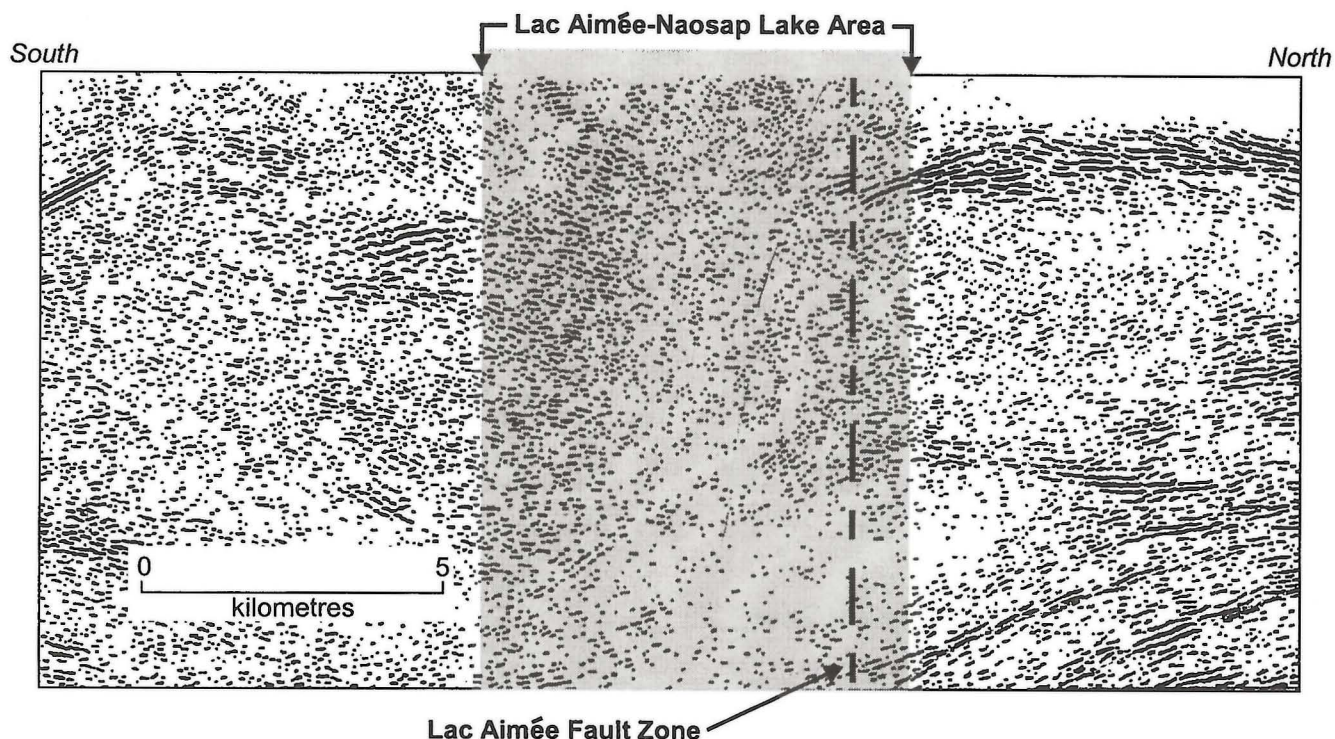 Lac Aimée-Naosap Lake Area
South
North
0 5
kilometres
Lac Aimée Fault Zone